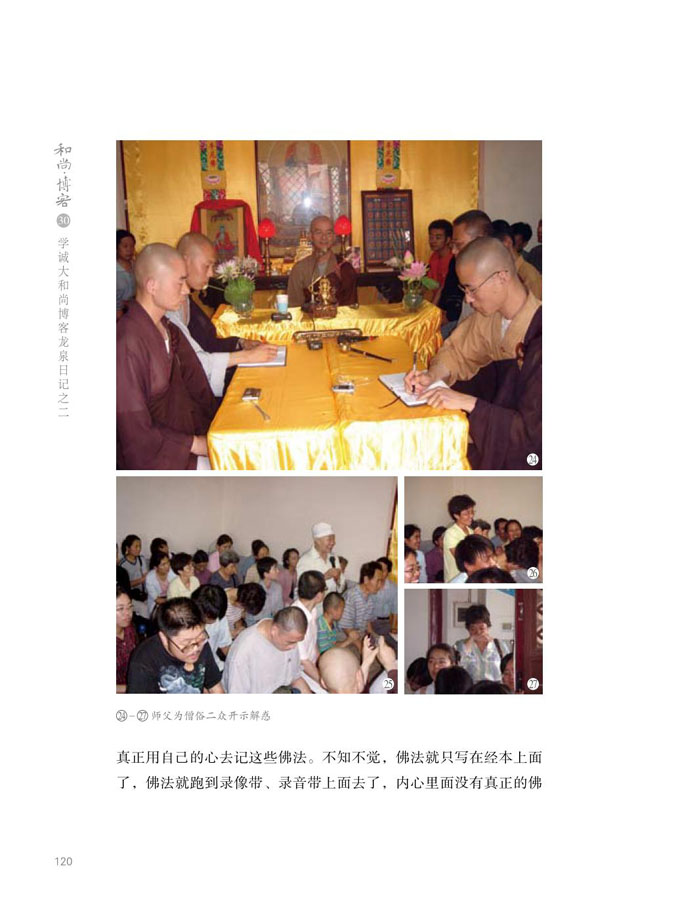 和尚·博客
30
学诚大和尚博客龙泉日记之二
24
25
26
27
㉔-㉗ 师父为僧俗二众开示解惑
真正用自己的心去记这些佛法。不知不觉，佛法就只写在经本上面
了，佛法就跑到录像带、录音带上面去了，内心里面没有真正的佛
120